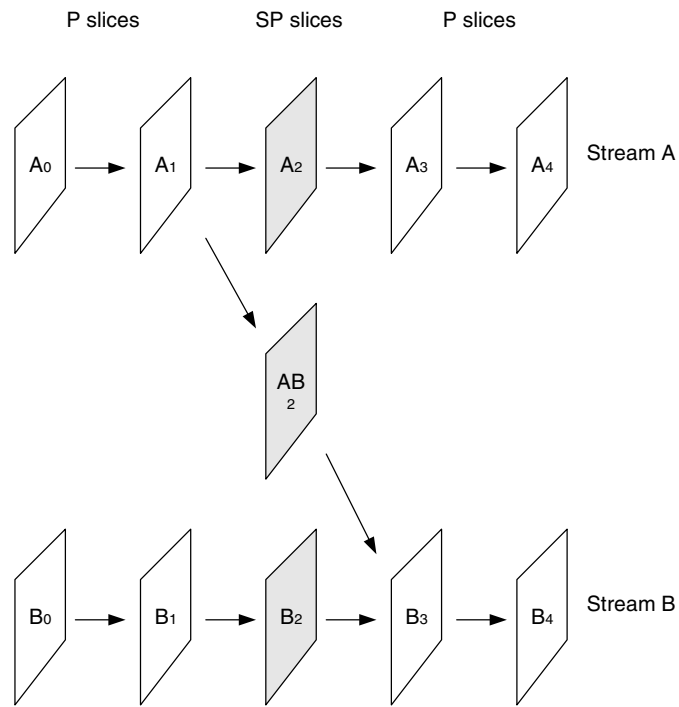 P slices SP slices P slices
A0 A1 A2 A3 A4 Stream A
AB
2
B0 B1 B2 B3 B4 Stream B